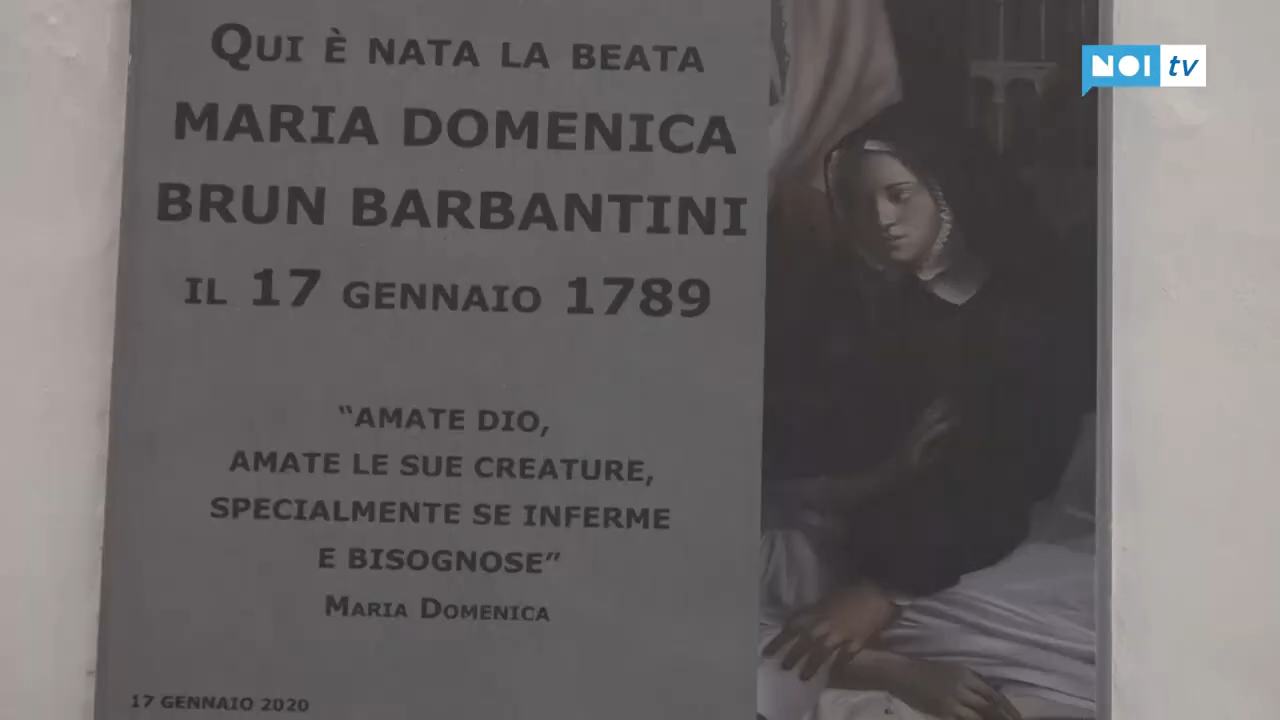 QUI È NATA LA BEATA
MARIA DOMENICA
BRUN BARBANTINI
IL 17 GENNAIO 1789
“AMATE DIO,
AMATE LE SUE CREATURE,
SPECIALMENTE SE INFERME
E BISOGNOSE”
MARIA DOMENICA
17 GENNAIO 2020
NOI tv